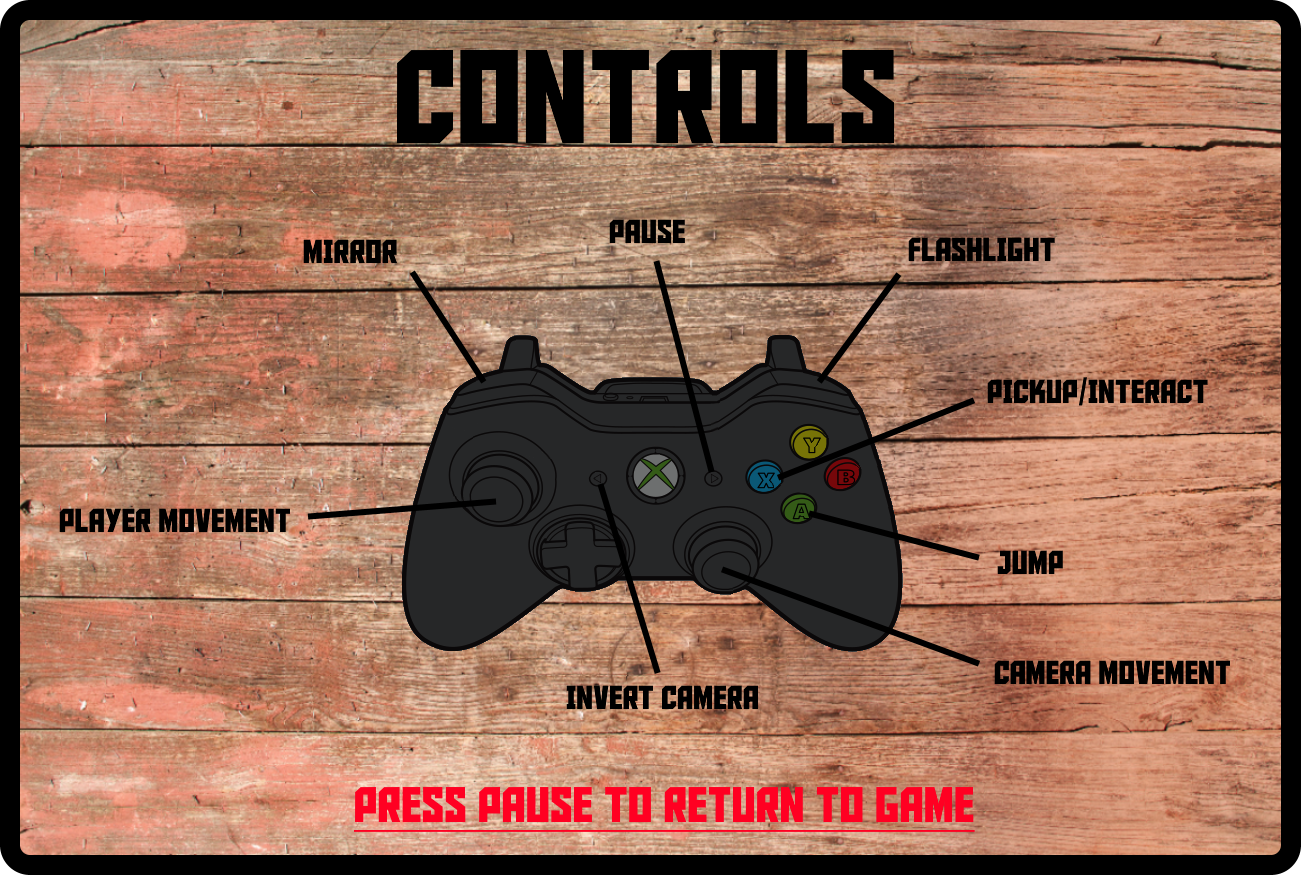 CONTROLS
PAUSE
MIRROR
FLASHLIGHT
PICKUP/INTERACT
Y
X
B
A
PLAYER MOVEMENT
JUMP
CAMERA MOVEMENT
INVERT CAMERA
PRESS PAUSE TO RETURN TO GAME